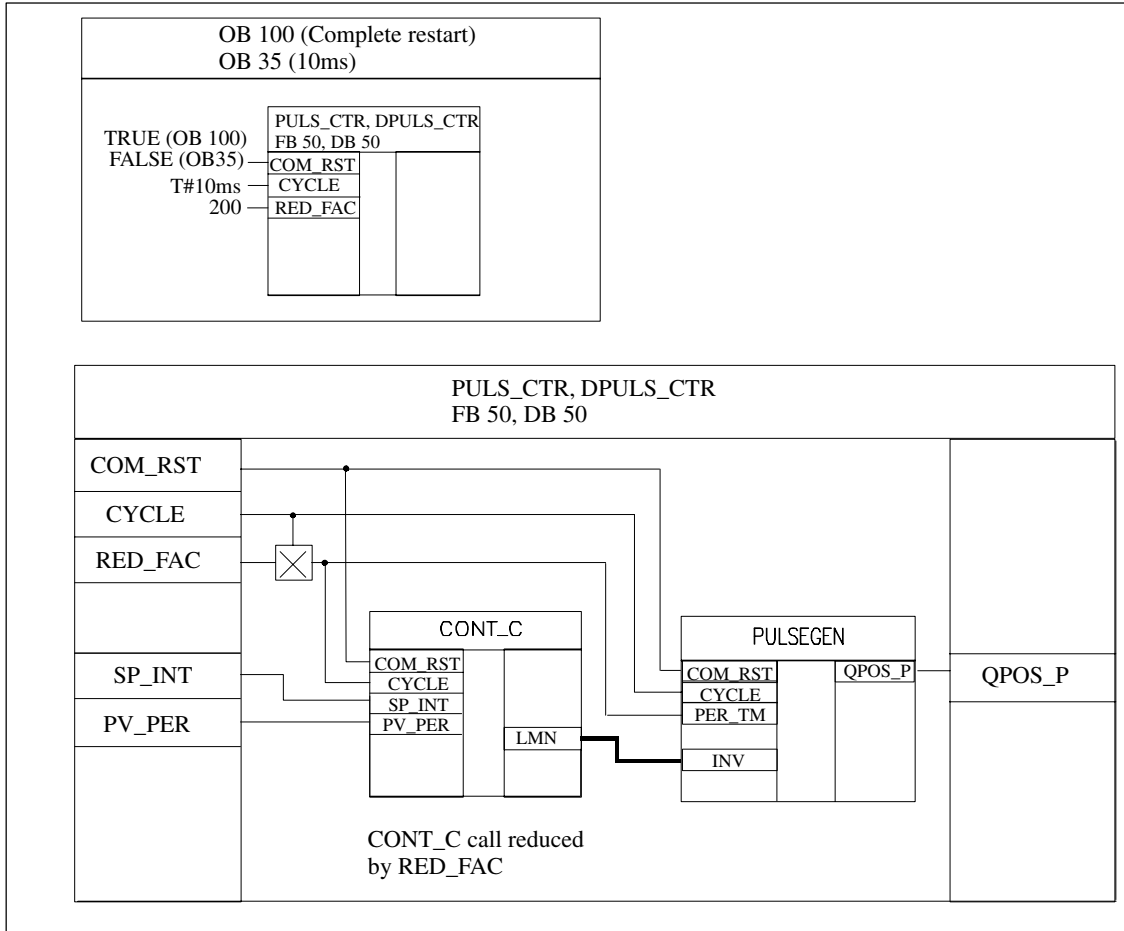 OB 100 (Complete restart)
OB 35 (10ms)
PULS_CTR, DPULS_CTR
FB 50, DB 50
TRUE (OB 100)
FALSE (OB35)
COM_RST
T#10ms
CYCLE
200
RED_FAC
PULS_CTR, DPULS_CTR
FB 50, DB 50
COM_RST
CYCLE
RED_FAC
SP_INT
PV_PER
CONT_C
COM_RST
CYCLE
SP_INT
PV_PER
LMN
PULSEGEN
COM_RST
CYCLE
PER_TM
INV
QPOS_P
QPOS_P
CONT_C call reduced
by RED_FAC